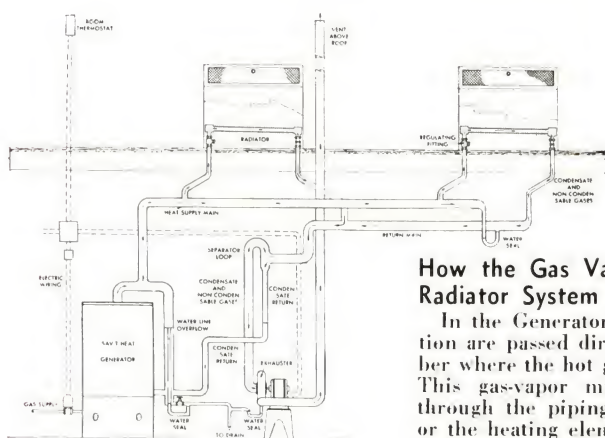 ROOM
THERMOSTAT
VENT
ABOVE
ROOF
RADIATOR
REGULATING
FITTING
CONDENSATE
AND
NON CONDEN
SABLE GASES
HEAT SUPPLY MAIN
RETURN MAIN
WATER
SEAL
SEPARATOR
LOOP
ELECTRIC
WIRING
CONDENSATE
AND
NON CONDEN
SABLE GASES
CONDEN
SATE
RETURN
WATER LINE
OVERFLOW
SAV-T HEAT
GENERATOR
CONDEN
SATE
RETURN
EXHAUSTER
GAS SUPPLY
WATER
SEAL
TO DRAIN
WATER
SEAL
How the Gas Va
Radiator System
In the Generator
tion are passed dir
ber where the hot g
This gas-vapor m
through the piping
or the heating elem